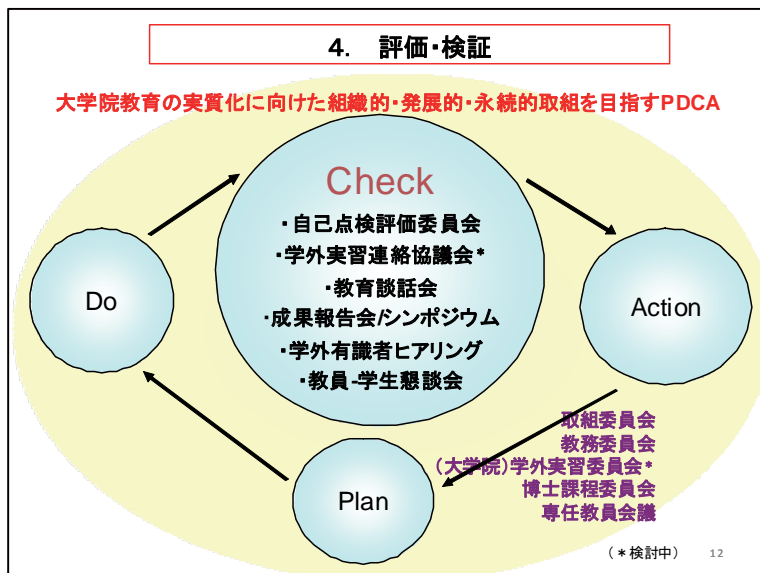 4.　評価・検証
大学院教育の実質化に向けた組織的・発展的・永続的取組を目指すPDCA
Check
・自己点検評価委員会
・学外実習連絡協議会*
・教育談話会
・成果報告会/シンポジウム
・学外有識者ヒアリング
・教員-学生懇談会
Do
Action
Plan
取組委員会
教務委員会
(大学院)学外実習委員会*
博士課程委員会
専任教員会議
(*検討中)
12